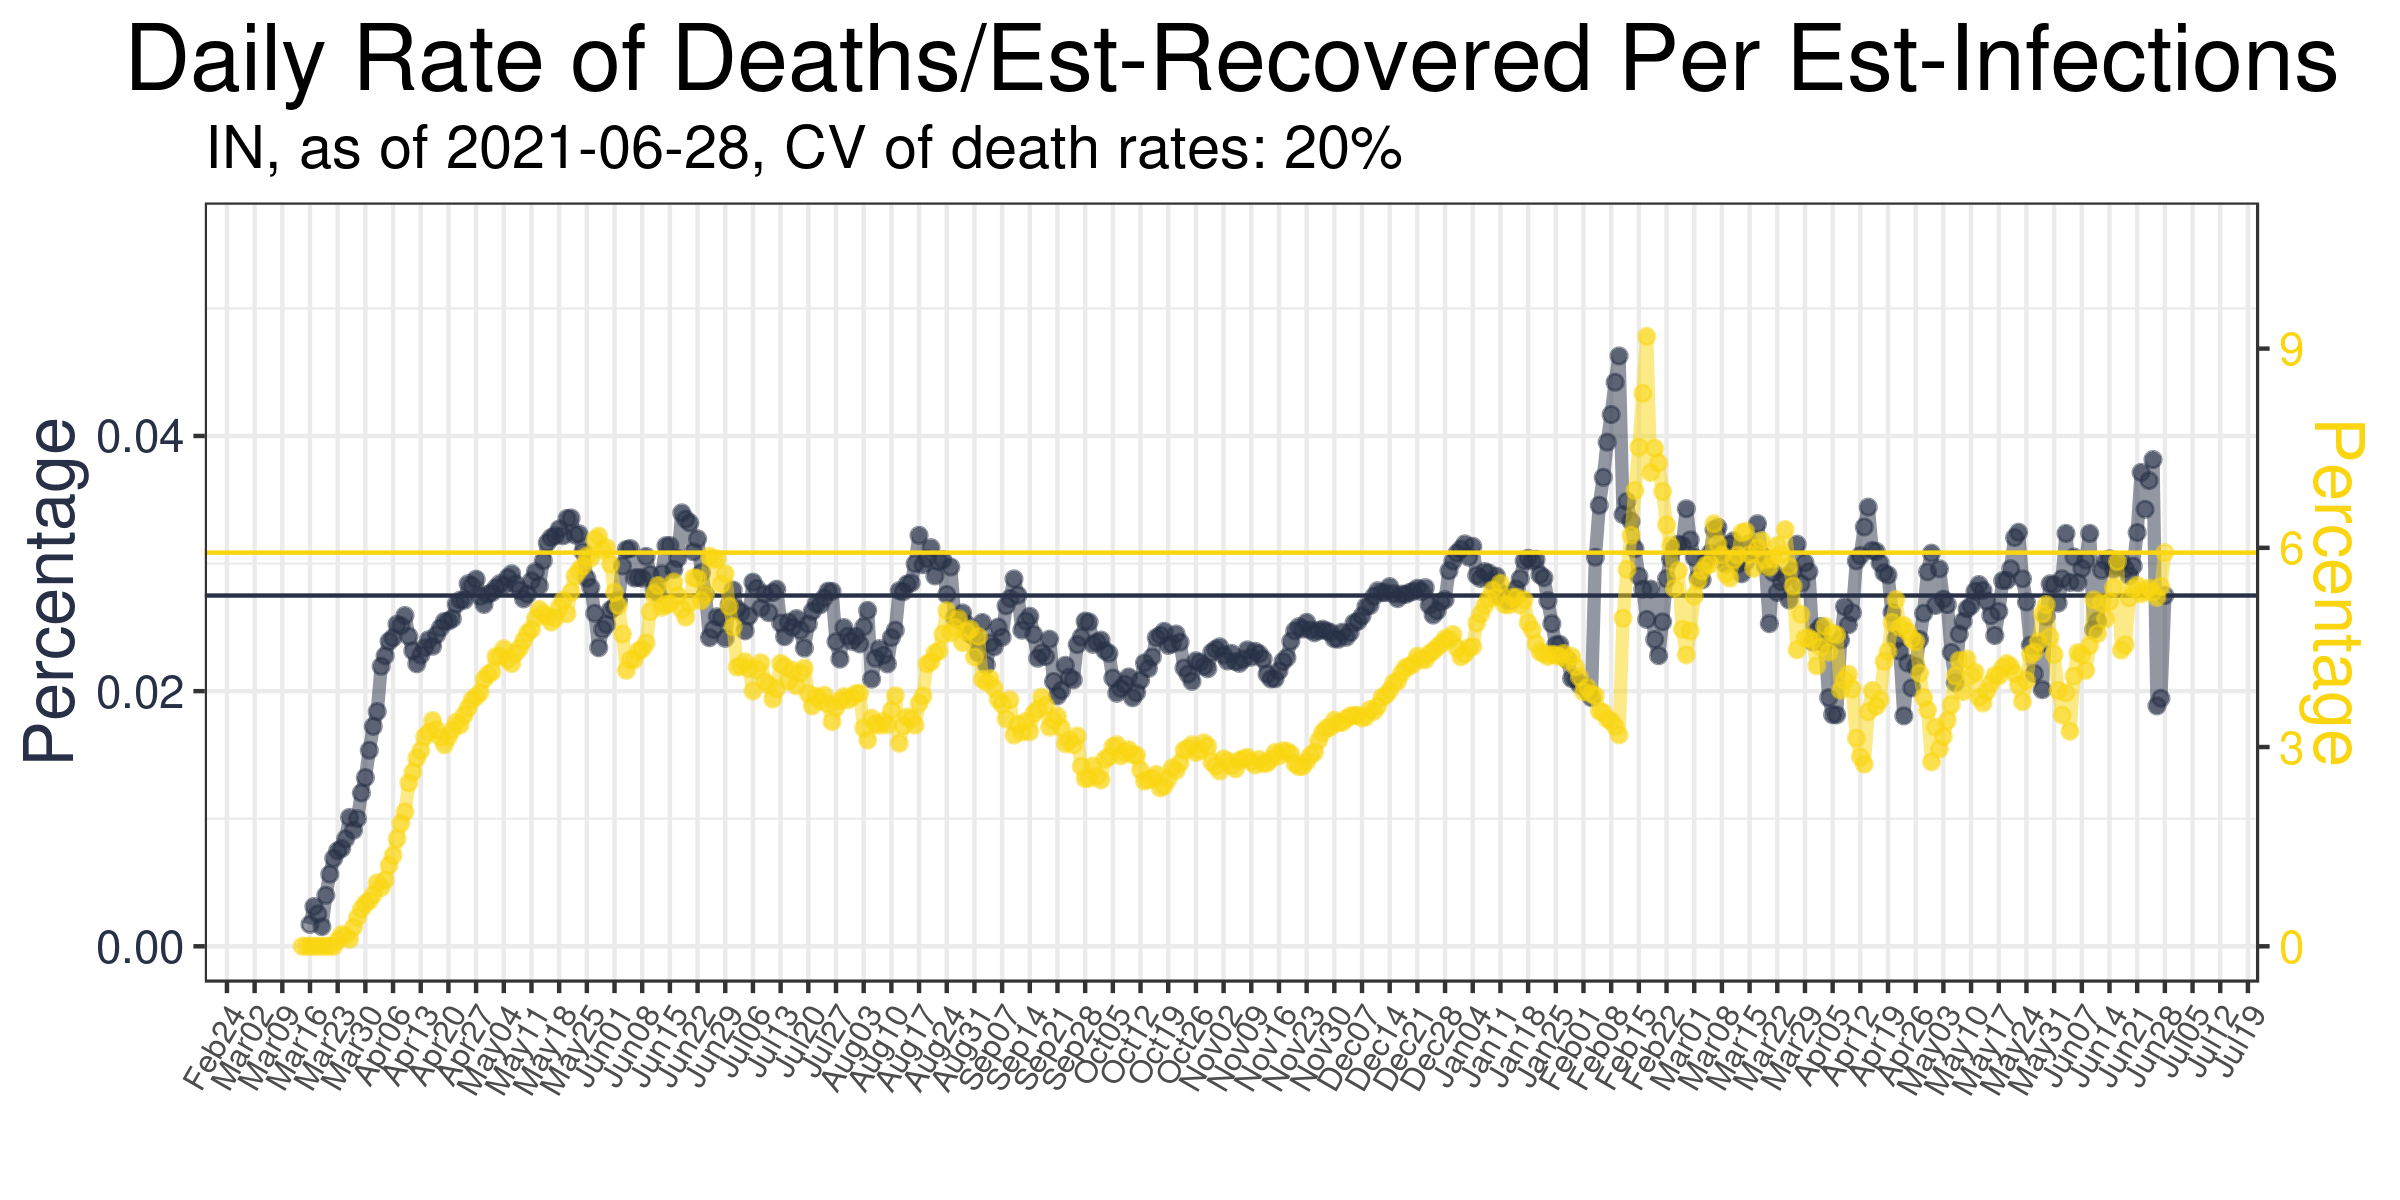 Daily Rate of Deaths/Est-Recovered Per Est-Infections
IN, as of 2021-06-28, CV of death rates: 20%
Percentage
0.04
0.02
0.00
9
6
3
0
Percentage
Feb24
Mar02
Mar09
Mar16
Mar23
Mar30
Apr06
Apr13
Apr20
Apr27
May04
May11
May18
May25
Jun01
Jun08
Jun15
Jun22
Jun29
Jul06
Jul13
Jul20
Jul27
Aug03
Aug10
Aug17
Aug24
Aug31
Sep07
Sep14
Sep21
Sep28
Oct05
Oct12
Oct19
Oct26
Nov02
Nov09
Nov16
Nov23
Nov30
Dec07
Dec14
Dec21
Dec28
Jan04
Jan11
Jan18
Jan25
Feb01
Feb08
Feb15
Feb22
Mar01
Mar08
Mar15
Mar22
Mar29
Apr05
Apr12
Apr19
Apr26
May03
May10
May17
May24
May31
Jun07
Jun14
Jun21
Jun28
Jul05
Jul12
Jul19